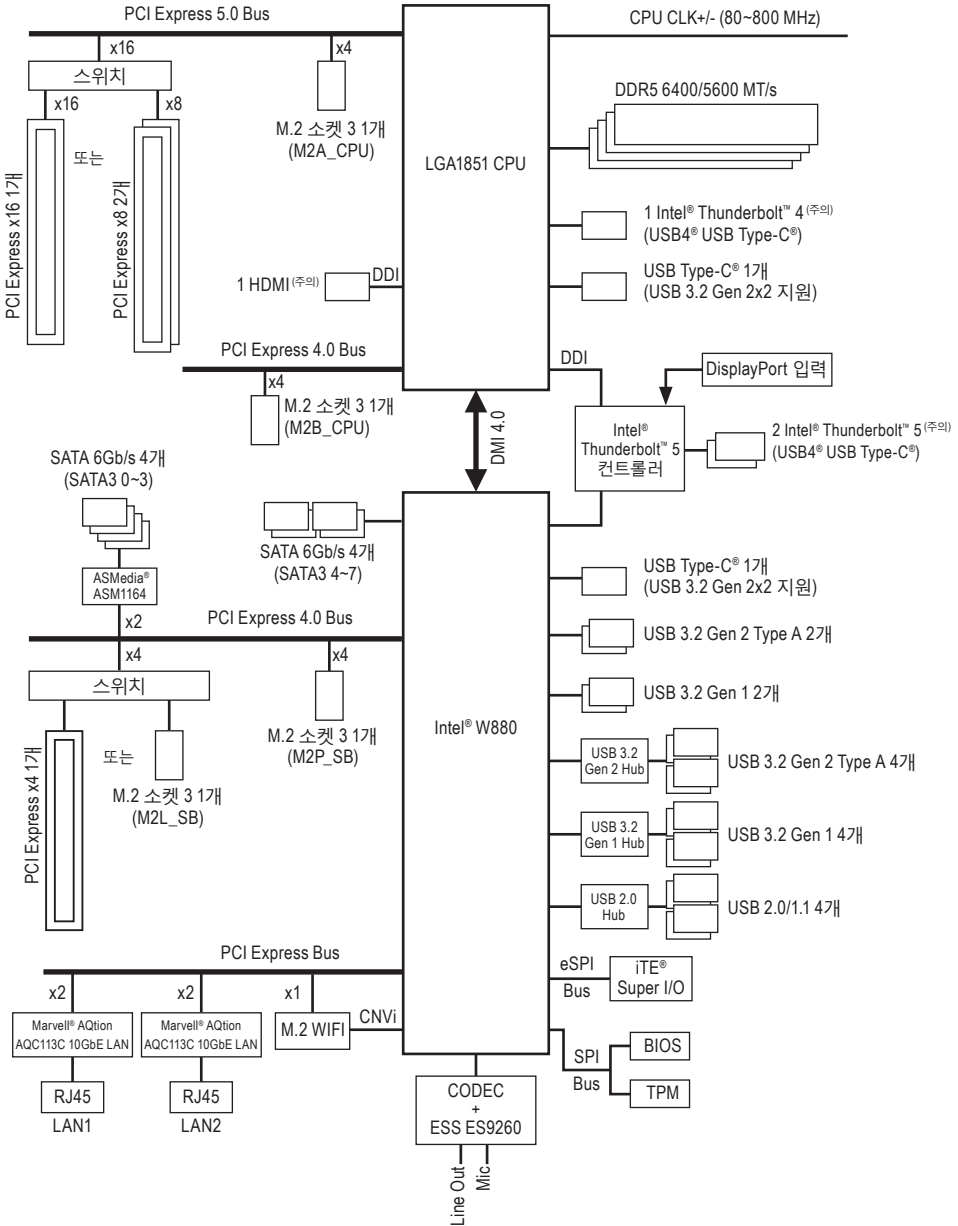 PCI Express 5.0 Bus
CPU CLK+/- (80~800 MHz)
x16
x4
스위치
x16
x8
M.2 소켓 3 1개
(M2A_CPU)
DDR5 6400/5600 MT/s
LGA1851 CPU
또는
PCI Express x16 1개
PCI Express x8 2개
1 Intel® Thunderbolt™ 4 (주의)
(USB4® USB Type-C®)
1 HDMI (주의)
DDI
USB Type-C® 1개
(USB 3.2 Gen 2x2 지원)
PCI Express 4.0 Bus
DDI
DisplayPort 입력
x4
M.2 소켓 3 1개
(M2B_CPU)
DMI 4.0
Intel®
Thunderbolt™ 5
컨트롤러
2 Intel® Thunderbolt™ 5 (주의)
(USB4® USB Type-C®)
SATA 6Gb/s 4개
(SATA3 0~3)
SATA 6Gb/s 4개
(SATA3 4~7)
ASMedia®
ASM1164
USB Type-C® 1개
(USB 3.2 Gen 2x2 지원)
x2
PCI Express 4.0 Bus
USB 3.2 Gen 2 Type A 2개
x4
x4
스위치
USB 3.2 Gen 1 2개
Intel® W880
M.2 소켓 3 1개
(M2P_SB)
또는
PCI Express x4 1개
M.2 소켓 3 1개
(M2L_SB)
USB 3.2
Gen 2 Hub
USB 3.2 Gen 2 Type A 4개
USB 3.2
Gen 1 Hub
USB 3.2 Gen 1 4개
USB 2.0
Hub
USB 2.0/1.1 4개
PCI Express Bus
eSPI
Bus
iTE®
Super I/O
x2
x2
x1
CNVi
Marvell® AQtion
AQC113C 10GbE LAN
Marvell® AQtion
AQC113C 10GbE LAN
M.2 WIFI
SPI
Bus
BIOS
TPM
RJ45
LAN1
RJ45
LAN2
CODEC
+
ESS ES9260
Line Out
Mic